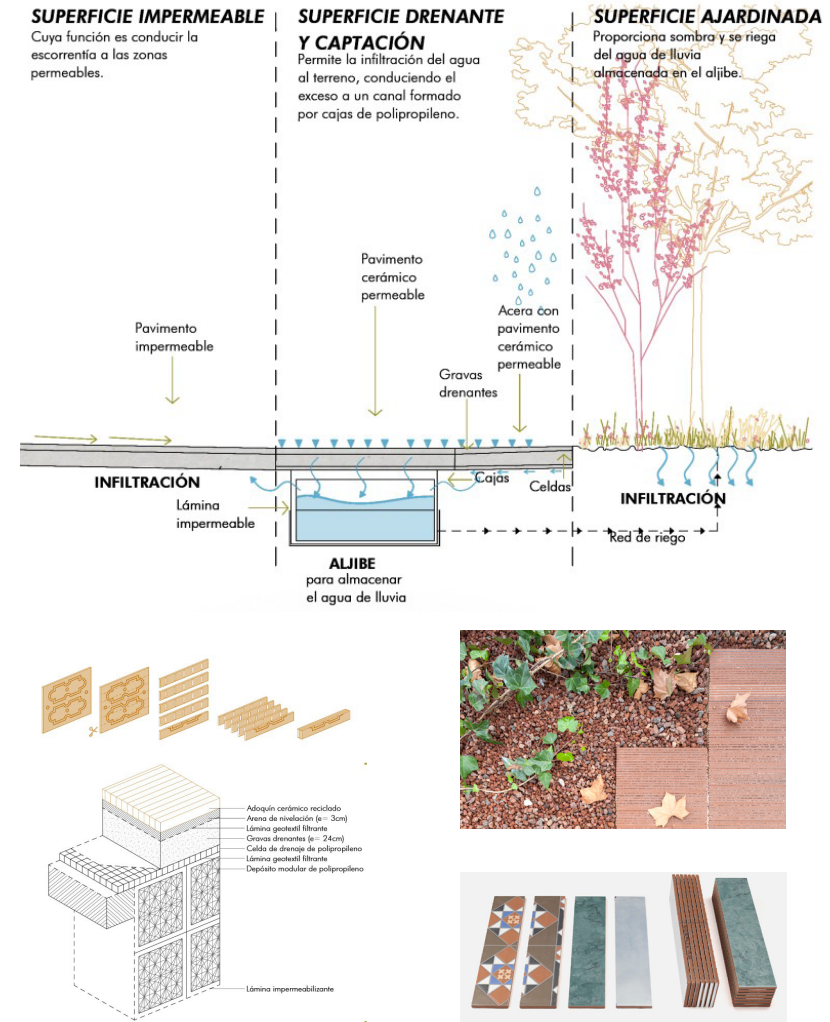 SUPERFICIE IMPERMEABLE
Cuya función es conducir la
escorrentía a las zonas
permeables.
SUPERFICIE DRENANTE
Y CAPTACIÓN
Permite la infiltración del agua
al terreno, conduciendo el
exceso a un canal formado
por cajas de polipropileno.
SUPERFICIE AJARDINADA
Proporciona sombra y se riega
del agua de lluvia
almacenada en el aljibe.
Pavimento
impermeable
Pavimento
cerámico
permeable
Gravas
drenantes
Acera con
pavimento
cerámico
permeable
INFILTRACIÓN
Lámina
impermeable
Cajas
Celdas
INFILTRACIÓN
Red de riego
ALJIBE
para almacenar
el agua de lluvia
Adoquín cerámico reciclado
Arena de nivelación (e= 3cm)
Lámina geotextil filtrante
Gravas drenantes (e= 24cm)
Celda de drenaje de polipropileno
Lámina geotextil filtrante
Depósito modular de polipropileno
Lámina impermeabilizante